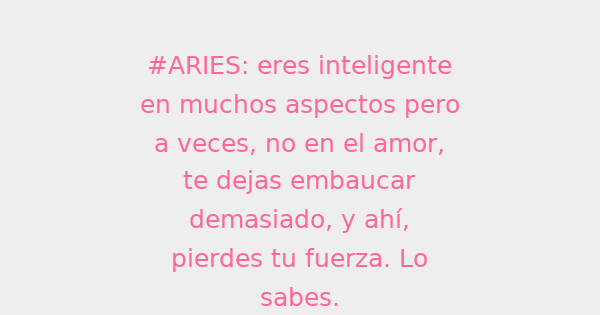 #ARIES: eres inteligente
en muchos aspectos pero
a veces, no en el amor,
te dejas embaucar
demasiado, y ahí,
pierdes tu fuerza. Lo
sabes.